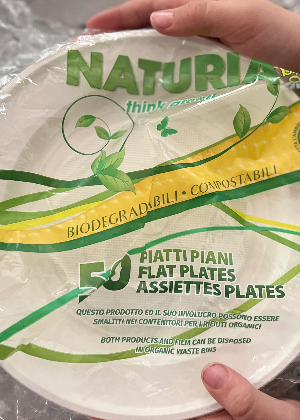 NATURIA
think green
BIODEGRADABILI • COMPOSTABILI
50 PIATTI PIANI
FLAT PLATES
ASSIETTES PLATES
QUESTO PRODOTTO ED IL SUO INVOLUCRO POSSONO ESSERE
SMALTITI NEI CONTENITORI PER I RIFIUTI ORGANICI
BOTH PRODUCTS AND FILM CAN BE DISPOSED
IN ORGANIC WASTE BINS